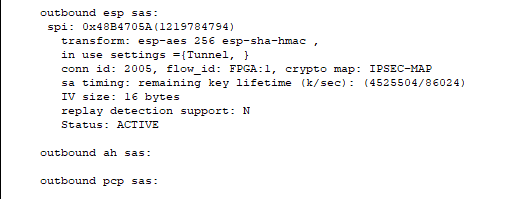 outbound esp sas:
spi: 0x48B4705A(1219784794)
transform: esp-aes 256 esp-sha-hmac ,
in use settings ={Tunnel, }
conn id: 2005, flow_id: FPGA:1, crypto map: IPSEC-MAP
sa timing: remaining key lifetime (k/sec): (4525504/86024)
IV size: 16 bytes
replay detection support: N
Status: ACTIVE
outbound ah sas:
outbound pcp sas: